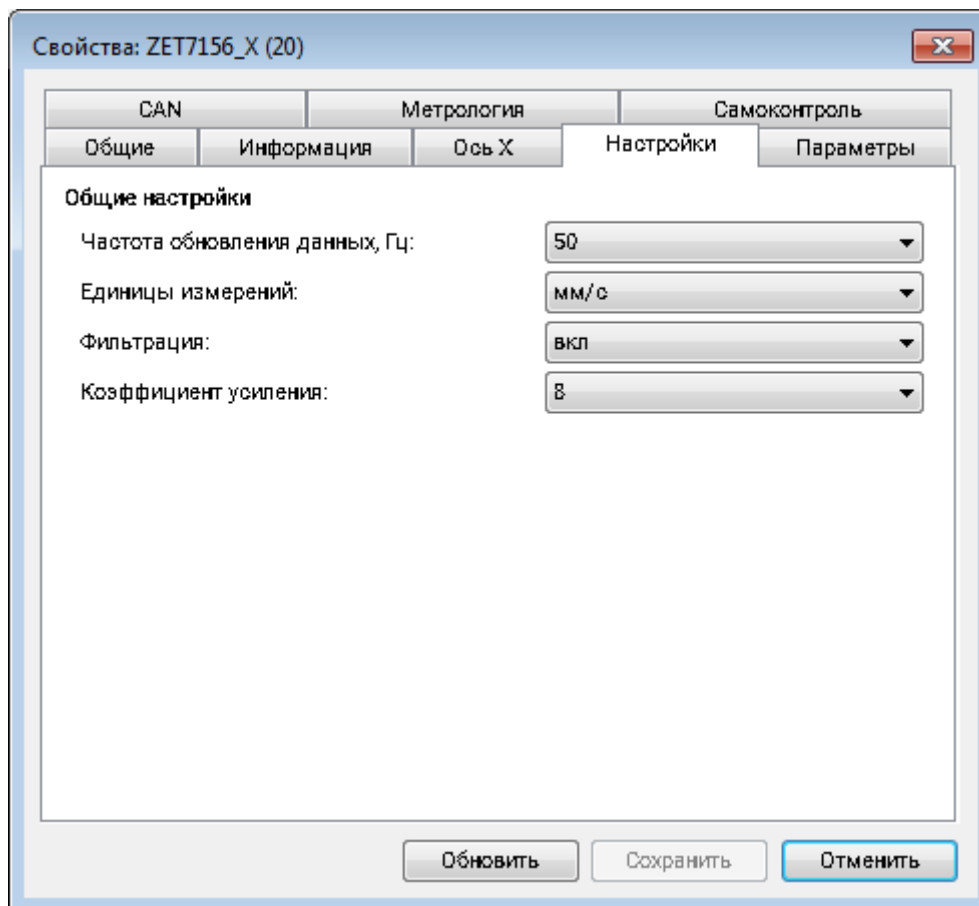 Свойства: ZET7156_X (20)
CAN Метрология Самоконтроль
Общие Информация Ось X Настройки Параметры
Общие настройки
Частота обновления данных, Гц: 50
Единицы измерений: мм/с
Фильтрация: вкл
Коэффициент усиления: 8
Обновить Сохранить Отменить